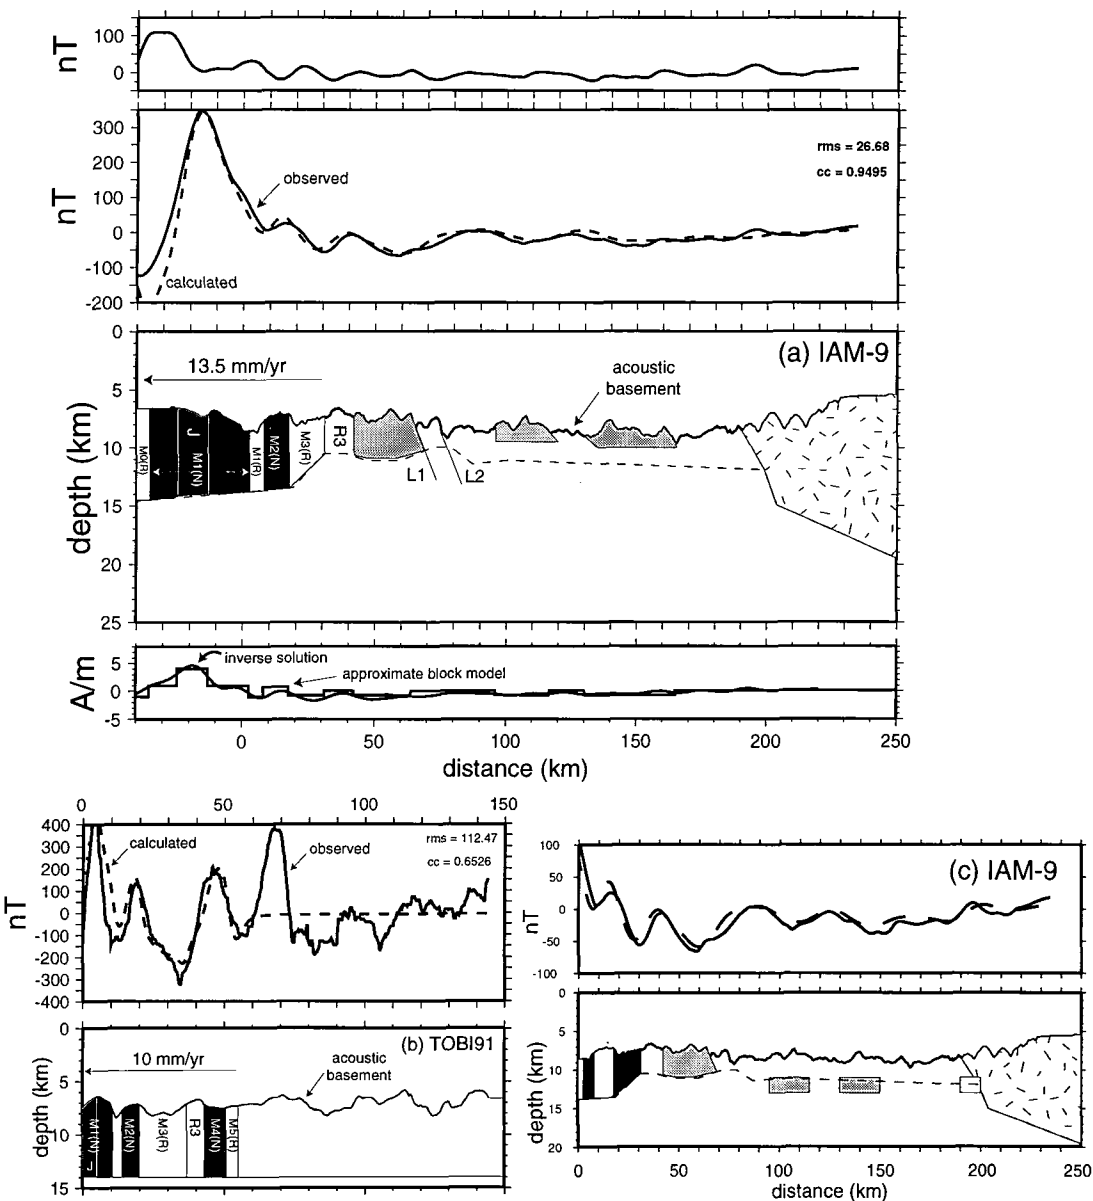 100
0
nT
300
200
100
0
-100
-200
nT
observed
calculated
rms = 26.68
cc = 0.9495
0
5
10
15
20
25
depth (km)
13.5 mm/yr
(a) IAM-9
acoustic
basement
M0(R)
J
M1(N)
M1(R)
M2(N)
M3(R)
R3
L1
L2
5
0
-5
A/m
inverse solution
approximate block model
0 50 100 150 200 250
distance (km)
0 50 100 150
400
300
200
100
0
-100
-200
-300
-400
nT
calculated
observed
rms = 112.47
cc = 0.6526
0
5
10
15
depth (km)
10 mm/yr
(b) TOBI91
acoustic
basement
M1(N)
J
M2(N)
M3(R)
R3
M4(N)
M5(R)
100
50
0
-50
-100
nT
(c) IAM-9
0
5
10
15
20
depth (km)
0 50 100 150 200 250
distance (km)